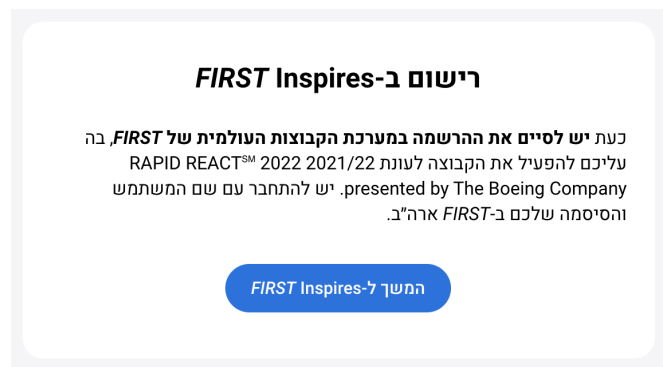 רישום ב-FIRST Inspires
כעת יש לסיים את ההרשמה במערכת הקבוצות העולמית של FIRST, בה
עליכם להפעיל את הקבוצה לעונת 2021/22 RAPID REACT℠ 2022
presented by The Boeing Company. יש להתחבר עם שם המשתמש
והסיסמה שלכם ב-FIRST ארה״ב.
המשך ל-FIRST Inspires